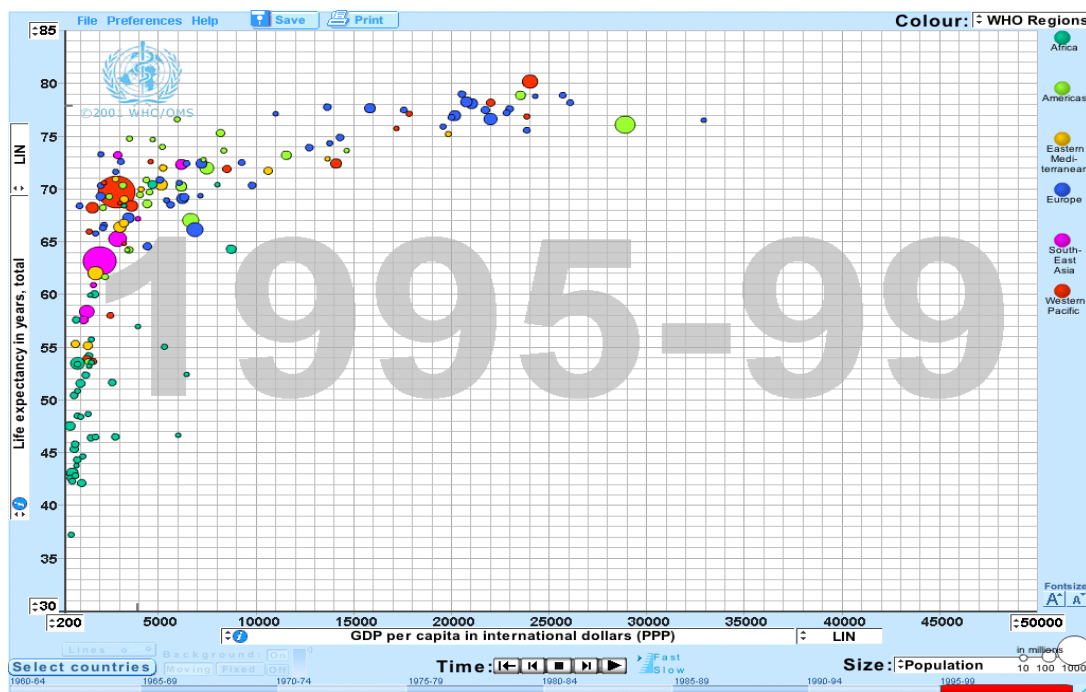 File Preferences Help Save Print Colour: WHO Regions
85
80
75
70
65
60
55
50
45
40
35
30
©2001 WHO/OMS
LIN
Life expectancy in years, total
1995-99
Africa
Americas
Eastern
Medi-
terranean
Europe
South-
East
Asia
Western
Pacific
Fontsize
A A
200 5000 10000 15000 20000 25000 30000 35000 40000 45000 50000
GDP per capita in international dollars (PPP) LIN
Lines
Background: On
Select countries Moving Fixed Off
Time: Fast
Slow
Size: Population
in millions
10 100 1000
1960-64 1965-69 1970-74 1975-79 1980-84 1985-89 1990-94 1995-99